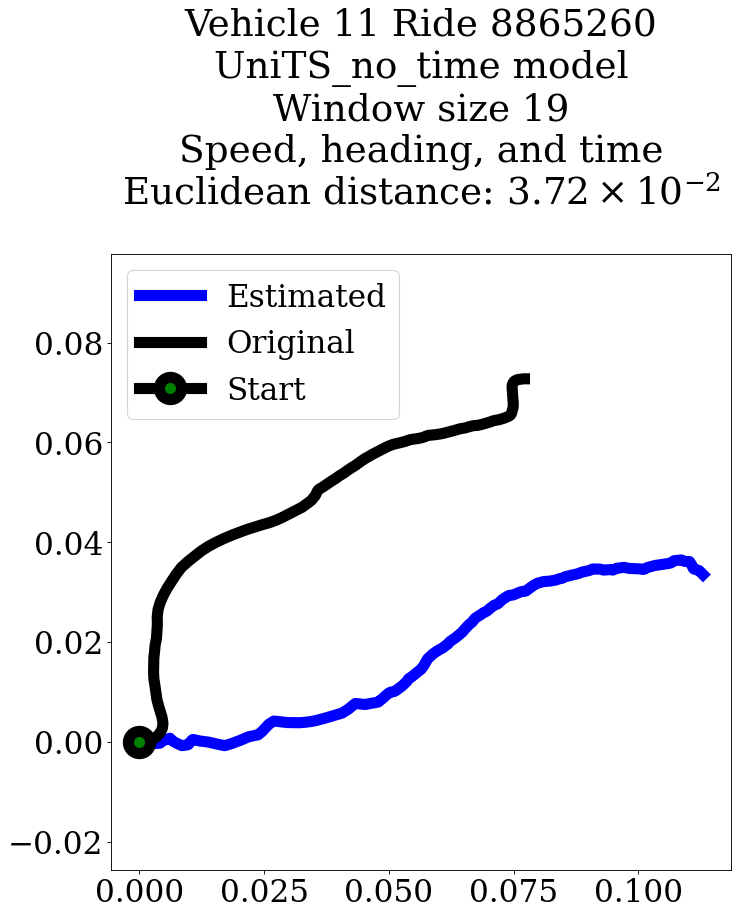 Vehicle 11 Ride 8865260
UniTS_no_time model
Window size 19
Speed, heading, and time
Euclidean distance: 3.72 × 10⁻²
Estimated
Original
Start
0.08
0.06
0.04
0.02
0.00
−0.02
0.000 0.025 0.050 0.075 0.100